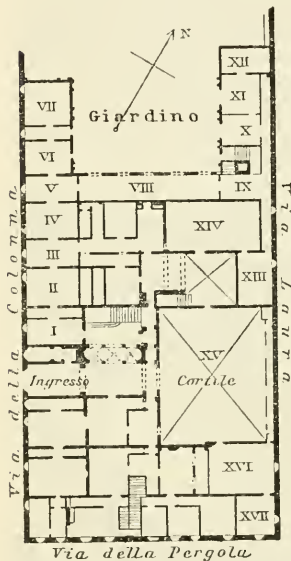 N
XII
VII
XI
Giardino
X
VI
V
VIII
IX
IV
XIV
III
XIII
II
I
XV
Ingresso
Cortile
XVI
XVII
Via della Colonna
Via Laura
Via della Pergola